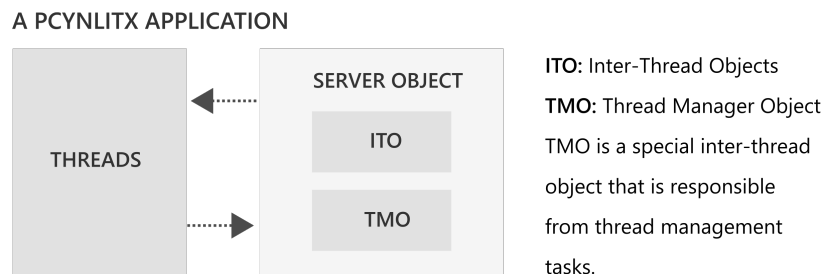 A PCYNLITX APPLICATION
THREADS
SERVER OBJECT
ITO
TMO
ITO: Inter-Thread Objects
TMO: Thread Manager Object
TMO is a special inter-thread
object that is responsible
from thread management
tasks.